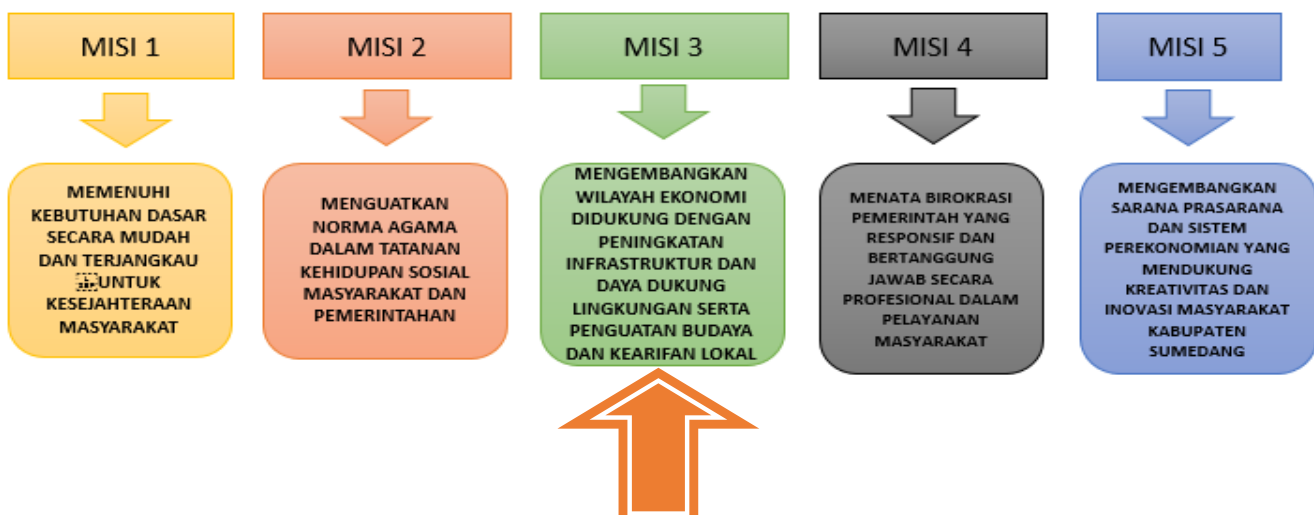 MISI 1
MISI 2
MISI 3
MISI 4
MISI 5
MEMENUHI
KEBUTUHAN DASAR
SECARA MUDAH
DAN TERJANGKAU
UNTUK
KESEJAHTERAAN
MASYARAKAT
MENGUATKAN
NORMA AGAMA
DALAM TATANAN
KEHIDUPAN SOSIAL
MASYARAKAT DAN
PEMERINTAHAN
MENGEMBANGKAN
WILAYAH EKONOMI
DIDUKUNG DENGAN
PENINGKATAN
INFRASTRUKTUR DAN
DAYA DUKUNG
LINGKUNGAN SERTA
PENGUATAN BUDAYA
DAN KEARIFAN LOKAL
MENATA BIROKRASI
PEMERINTAH YANG
RESPONSIF DAN
BERTANGGUNG
JAWAB SECARA
PROFESIONAL DALAM
PELAYANAN
MASYARAKAT
MENGEMBANGKAN
SARANA PRASARANA
DAN SISTEM
PEREKONOMIAN YANG
MENDUKUNG
KREATIVITAS DAN
INOVASI MASYARAKAT
KABUPATEN
SUMEDANG